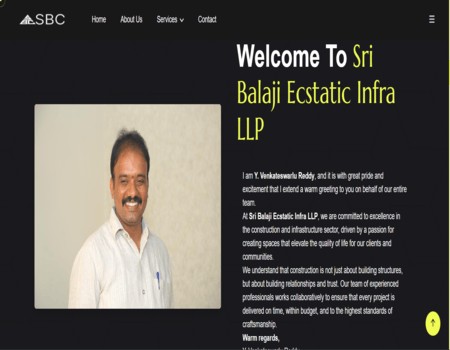 SBC
Home About Us Services Contact
Welcome To Sri
Balaji Ecstatic Infra
LLP
I am Y. Venkateswarlu Reddy, and it is with great pride and
excitement that I extend a warm greeting to you on behalf of our entire
team.
At Sri Balaji Ecstatic Infra LLP, we are committed to excellence in
the construction and infrastructure sector, driven by a passion for
creating spaces that elevate the quality of life for our clients and
communities.
We understand that construction is not just about building structures,
but about building relationships and trust. Our team of experienced
professionals works collaboratively to ensure that every project is
delivered on time, within budget, and to the highest standards of
craftsmanship.
Warm regards,